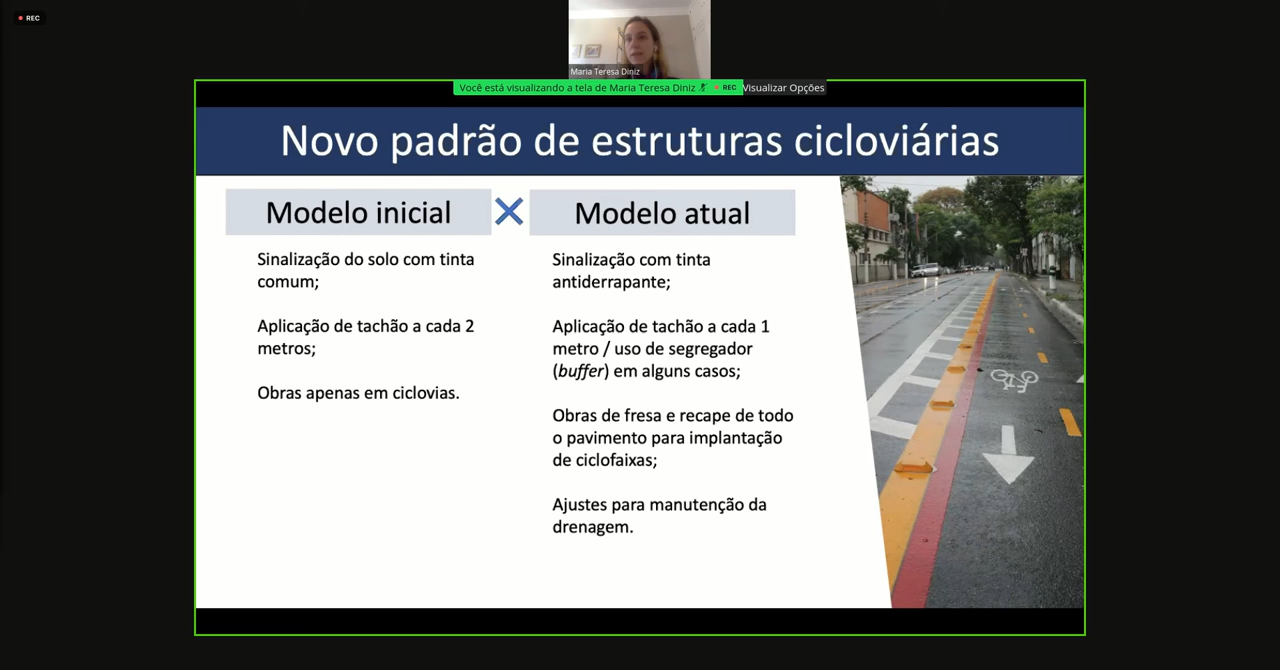 REC
Maria Teresa Diniz
Você está visualizando a tela de Maria Teresa Diniz
REC
Visualizar Opções
Novo padrão de estruturas cicloviárias
Modelo inicial
Modelo atual
Sinalização do solo com tinta
comum;
Aplicação de tachão a cada 2
metros;
Obras apenas em ciclovias.
Sinalização com tinta
antiderrapante;
Aplicação de tachão a cada 1
metro / uso de segregador
(buffer) em alguns casos;
Obras de fresa e recape de todo
o pavimento para implantação
de ciclofaixas;
Ajustes para manutenção da
drenagem.